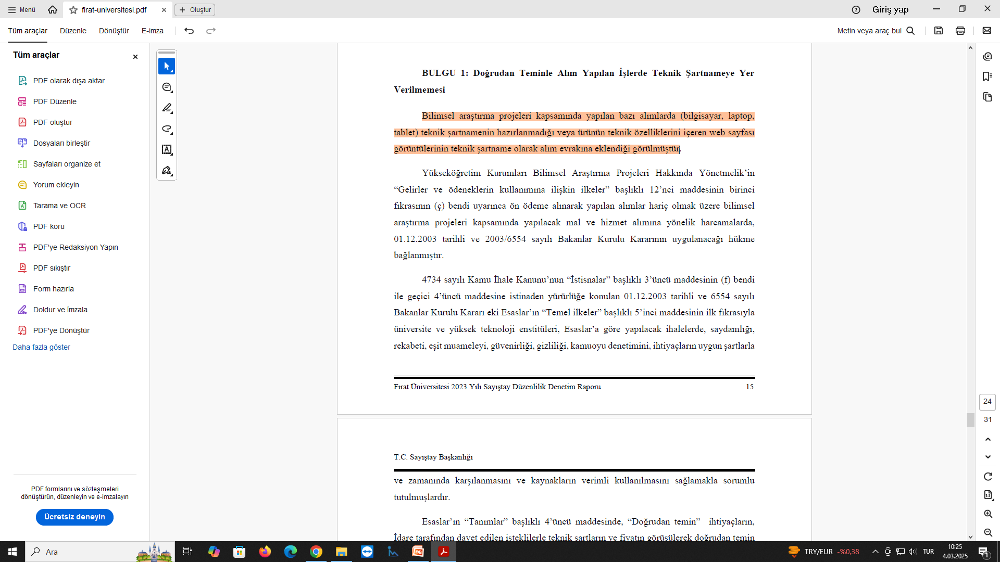 Menü
firat-universitesi.pdf
Oluştur
Giriş yap
Tüm araçlar
Düzenle
Dönüştür
E-imza
Metin veya araç bul
Tüm araçlar
PDF olarak dışa aktar
PDF Düzenle
PDF oluştur
Dosyaları birleştir
Sayfaları organize et
Yorum ekleyin
Tarama ve OCR
PDF koru
PDF'ye Redaksiyon Yapın
PDF sıkıştır
Form hazırla
Doldur ve İmzala
PDF'ye Dönüştür
Daha fazla göster
PDF formlarını ve sözleşmeleri
dönüştürün, düzenleyin ve e-imzalayın
Ücretsiz deneyin
BULGU 1: Doğrudan Teminle Alım Yapılan İşlerde Teknik Şartnameye Yer
Verilmemesi
Bilimsel araştırma projeleri kapsamında yapılan bazı alımlarda (bilgisayar, laptop,
tablet) teknik şartnamenin hazırlanmadığı veya ürünün teknik özelliklerini içeren web sayfası
görüntülerinin teknik şartname olarak alım evrakına eklendiği görülmüştür.
Yükseköğretim Kurumları Bilimsel Araştırma Projeleri Hakkında Yönetmelik’in
“Gelirler ve ödeneklerin kullanımına ilişkin ilkeler” başlıklı 12’nci maddesinin birinci
fıkrasının (ç) bendi uyarınca ön ödeme alınarak yapılan alımlar hariç olmak üzere bilimsel
araştırma projeleri kapsamında yapılacak mal ve hizmet alımına yönelik harcamalarda,
01.12.2003 tarihli ve 2003/6554 sayılı Bakanlar Kurulu Kararının uygulanacağı hükme
bağlanmıştır.
4734 sayılı Kamu İhale Kanunu’nun “İstisnalar” başlıklı 3’üncü maddesinin (f) bendi
ile geçici 4’üncü maddesine istinaden yürürlüğe konulan 01.12.2003 tarihli ve 6554 sayılı
Bakanlar Kurulu Kararı eki Esaslar’ın “Temel ilkeler” başlıklı 5’inci maddesinin ilk fıkrasıyla
üniversite ve yüksek teknoloji enstitüleri, Esaslar’a göre yapılacak ihalelerde, saydamlığı,
rekabeti, eşit muameleyi, güvenirliği, gizliliği, kamuoyu denetimini, ihtiyaçların uygun şartlarla
Fırat Üniversitesi 2023 Yılı Sayıştay Düzenlilik Denetim Raporu 15
T.C. Sayıştay Başkanlığı
ve zamanında karşılanmasını ve kaynakların verimli kullanılmasını sağlamakla sorumlu
tutulmuşlardır.
Esaslar’ın “Tanımlar” başlıklı 4’üncü maddesinde, “Doğrudan temin” ihtiyaçların,
İdare tarafından davet edilen isteklilerle teknik şartların ve fiyatın görüşülerek doğrudan temin
24
31
1:1
Ara
TRY/EUR -%0,38
TUR
10:25
4.03.2025
1